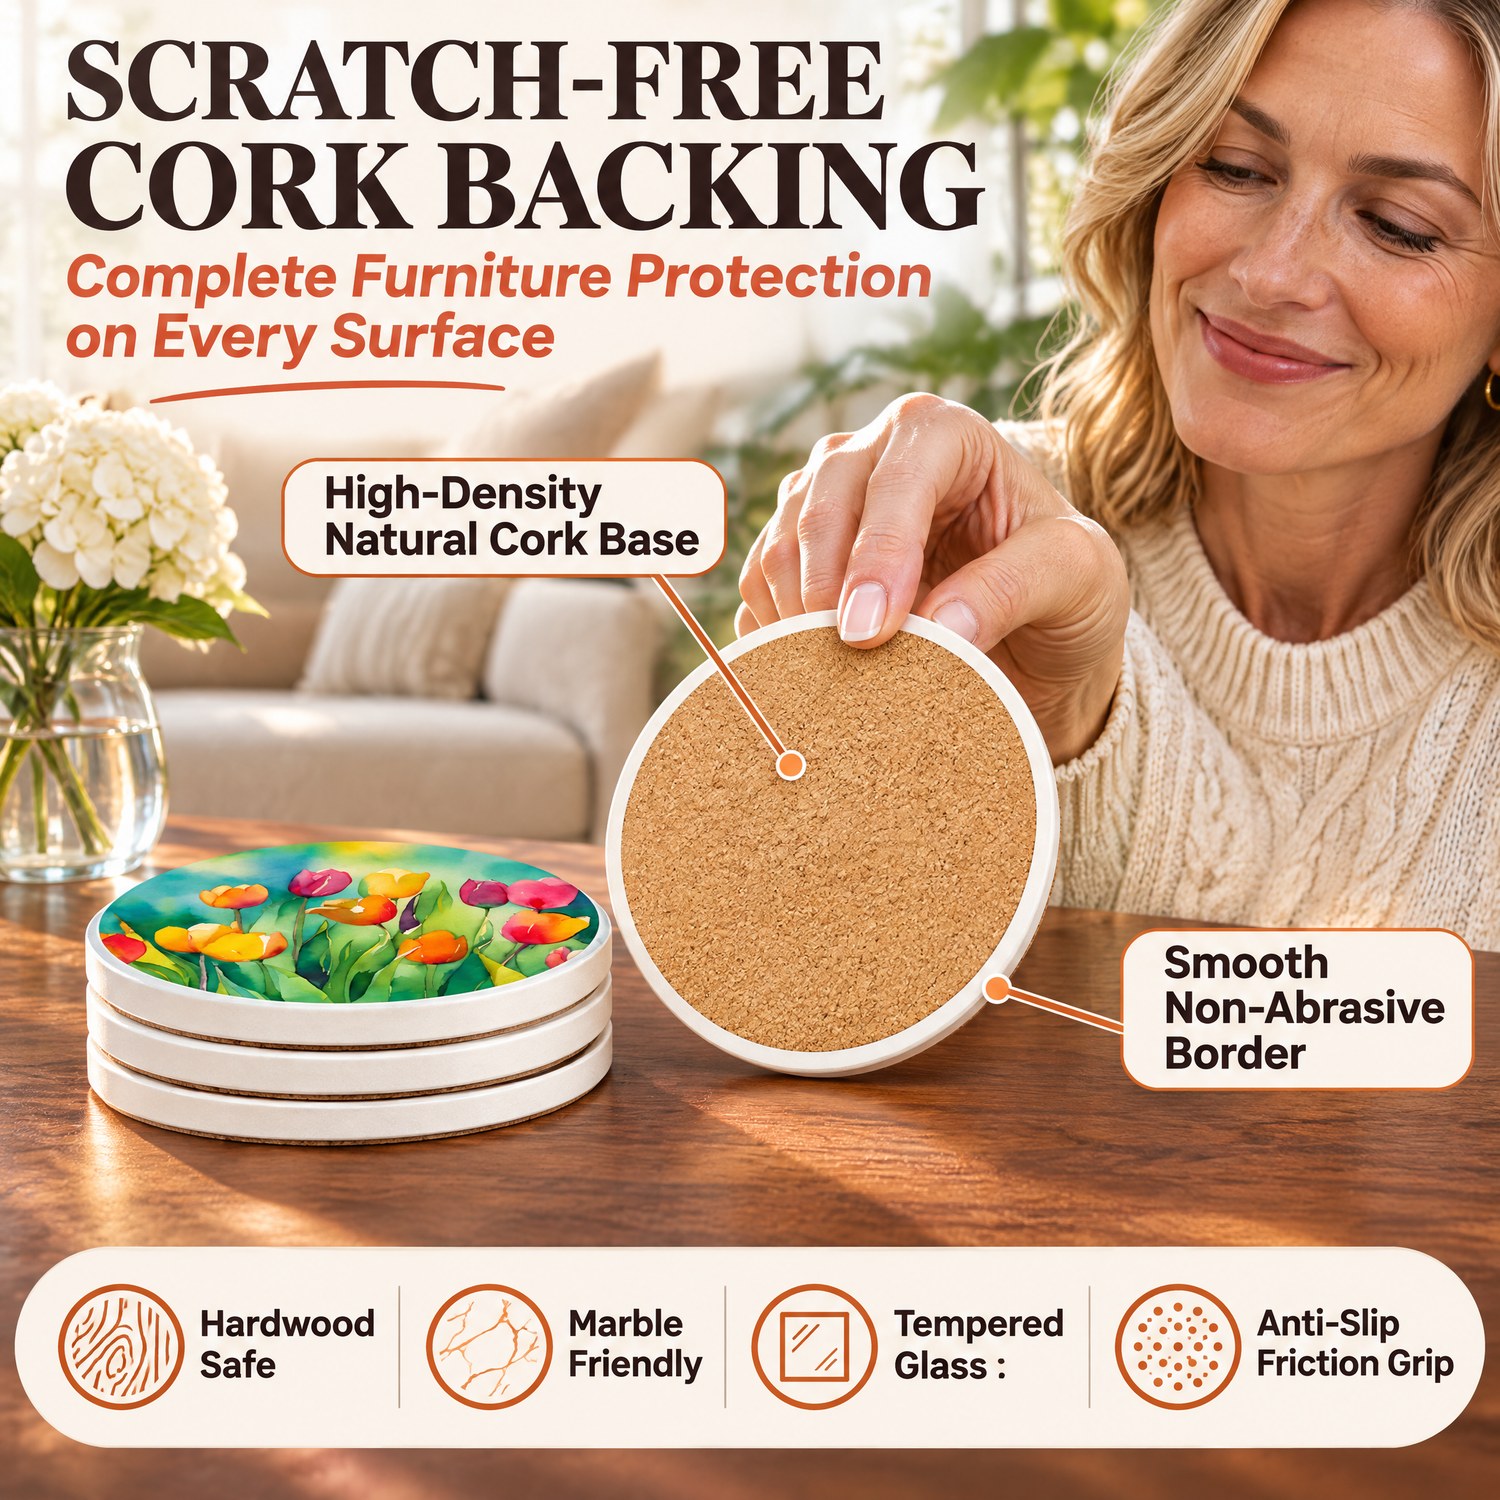 SCRATCH-FREE
CORK BACKING
Complete Furniture Protection
on Every Surface
High-Density
Natural Cork Base
Smooth
Non-Abrasive
Border
Hardwood
Safe
Marble
Friendly
Tempered
Glass :
Anti-Slip
Friction Grip